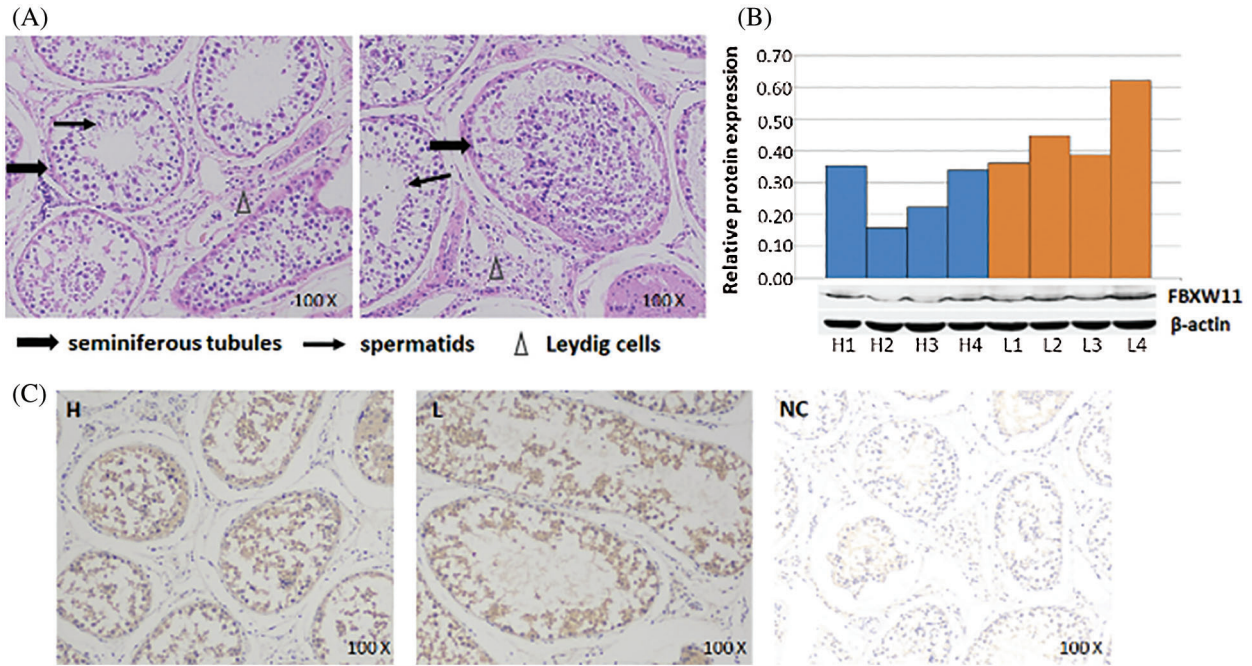 (A)
100 X
100 X
seminiferous tubules spermatids Leydig cells
(B)
Relative protein expression
0.70
0.60
0.50
0.40
0.30
0.20
0.10
0.00
FBXW11
β-actin
H1 H2 H3 H4 L1 L2 L3 L4
(C)
H
100 X
L
100 X
NC
100 X